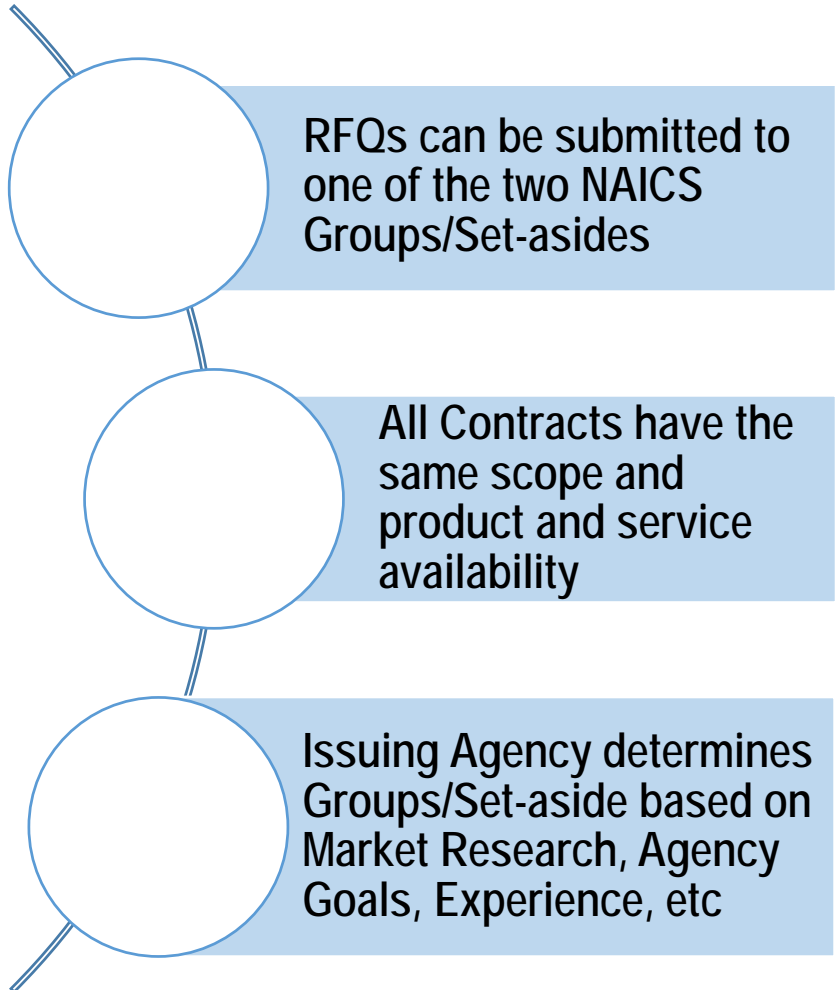 RFQs can be submitted to
one of the two NAICS
Groups/Set-asides
All Contracts have the
same scope and
product and service
availability
Issuing Agency determines
Groups/Set-aside based on
Market Research, Agency
Goals, Experience, etc